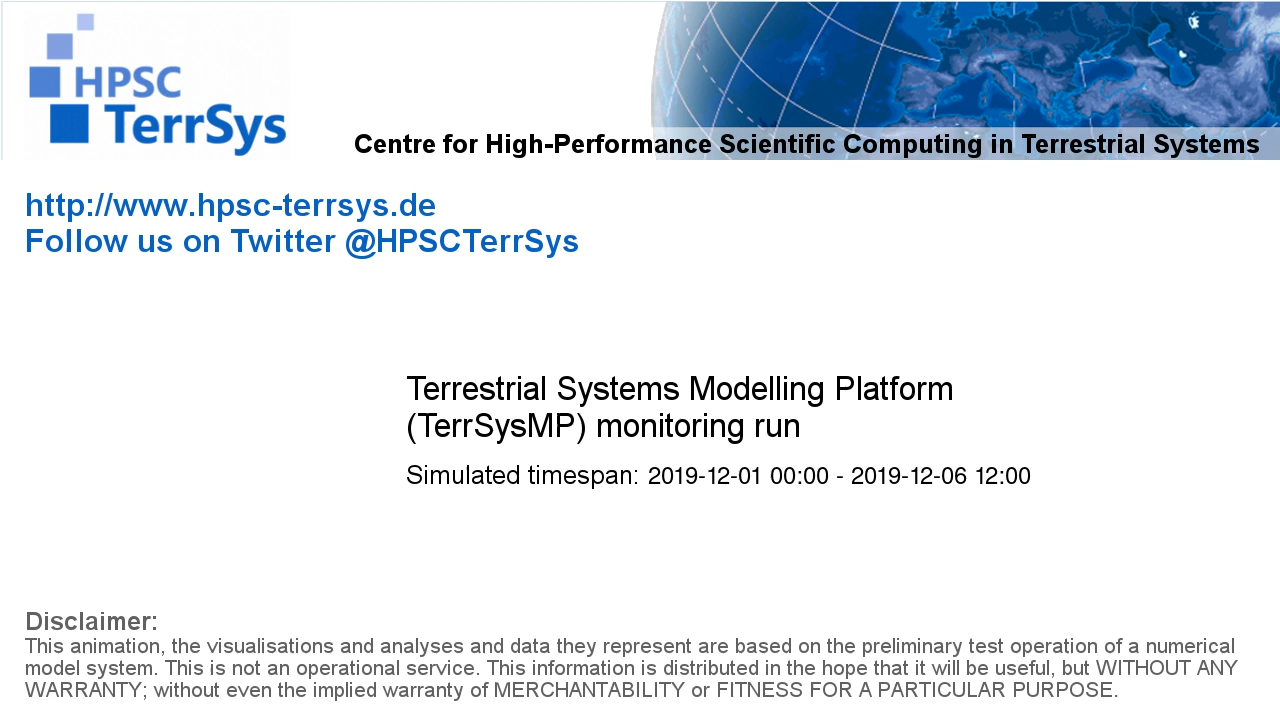 HPSC
TerrSys
Centre for High-Performance Scientific Computing in Terrestrial Systems
http://www.hpsc-terrsys.de
Follow us on Twitter @HPSCTerrSys
Terrestrial Systems Modelling Platform
(TerrSysMP) monitoring run
Simulated timespan: 2019-12-01 00:00 - 2019-12-06 12:00
Disclaimer:
This animation, the visualisations and analyses and data they represent are based on the preliminary test operation of a numerical
model system. This is not an operational service. This information is distributed in the hope that it will be useful, but WITHOUT ANY
WARRANTY; without even the implied warranty of MERCHANTABILITY or FITNESS FOR A PARTICULAR PURPOSE.